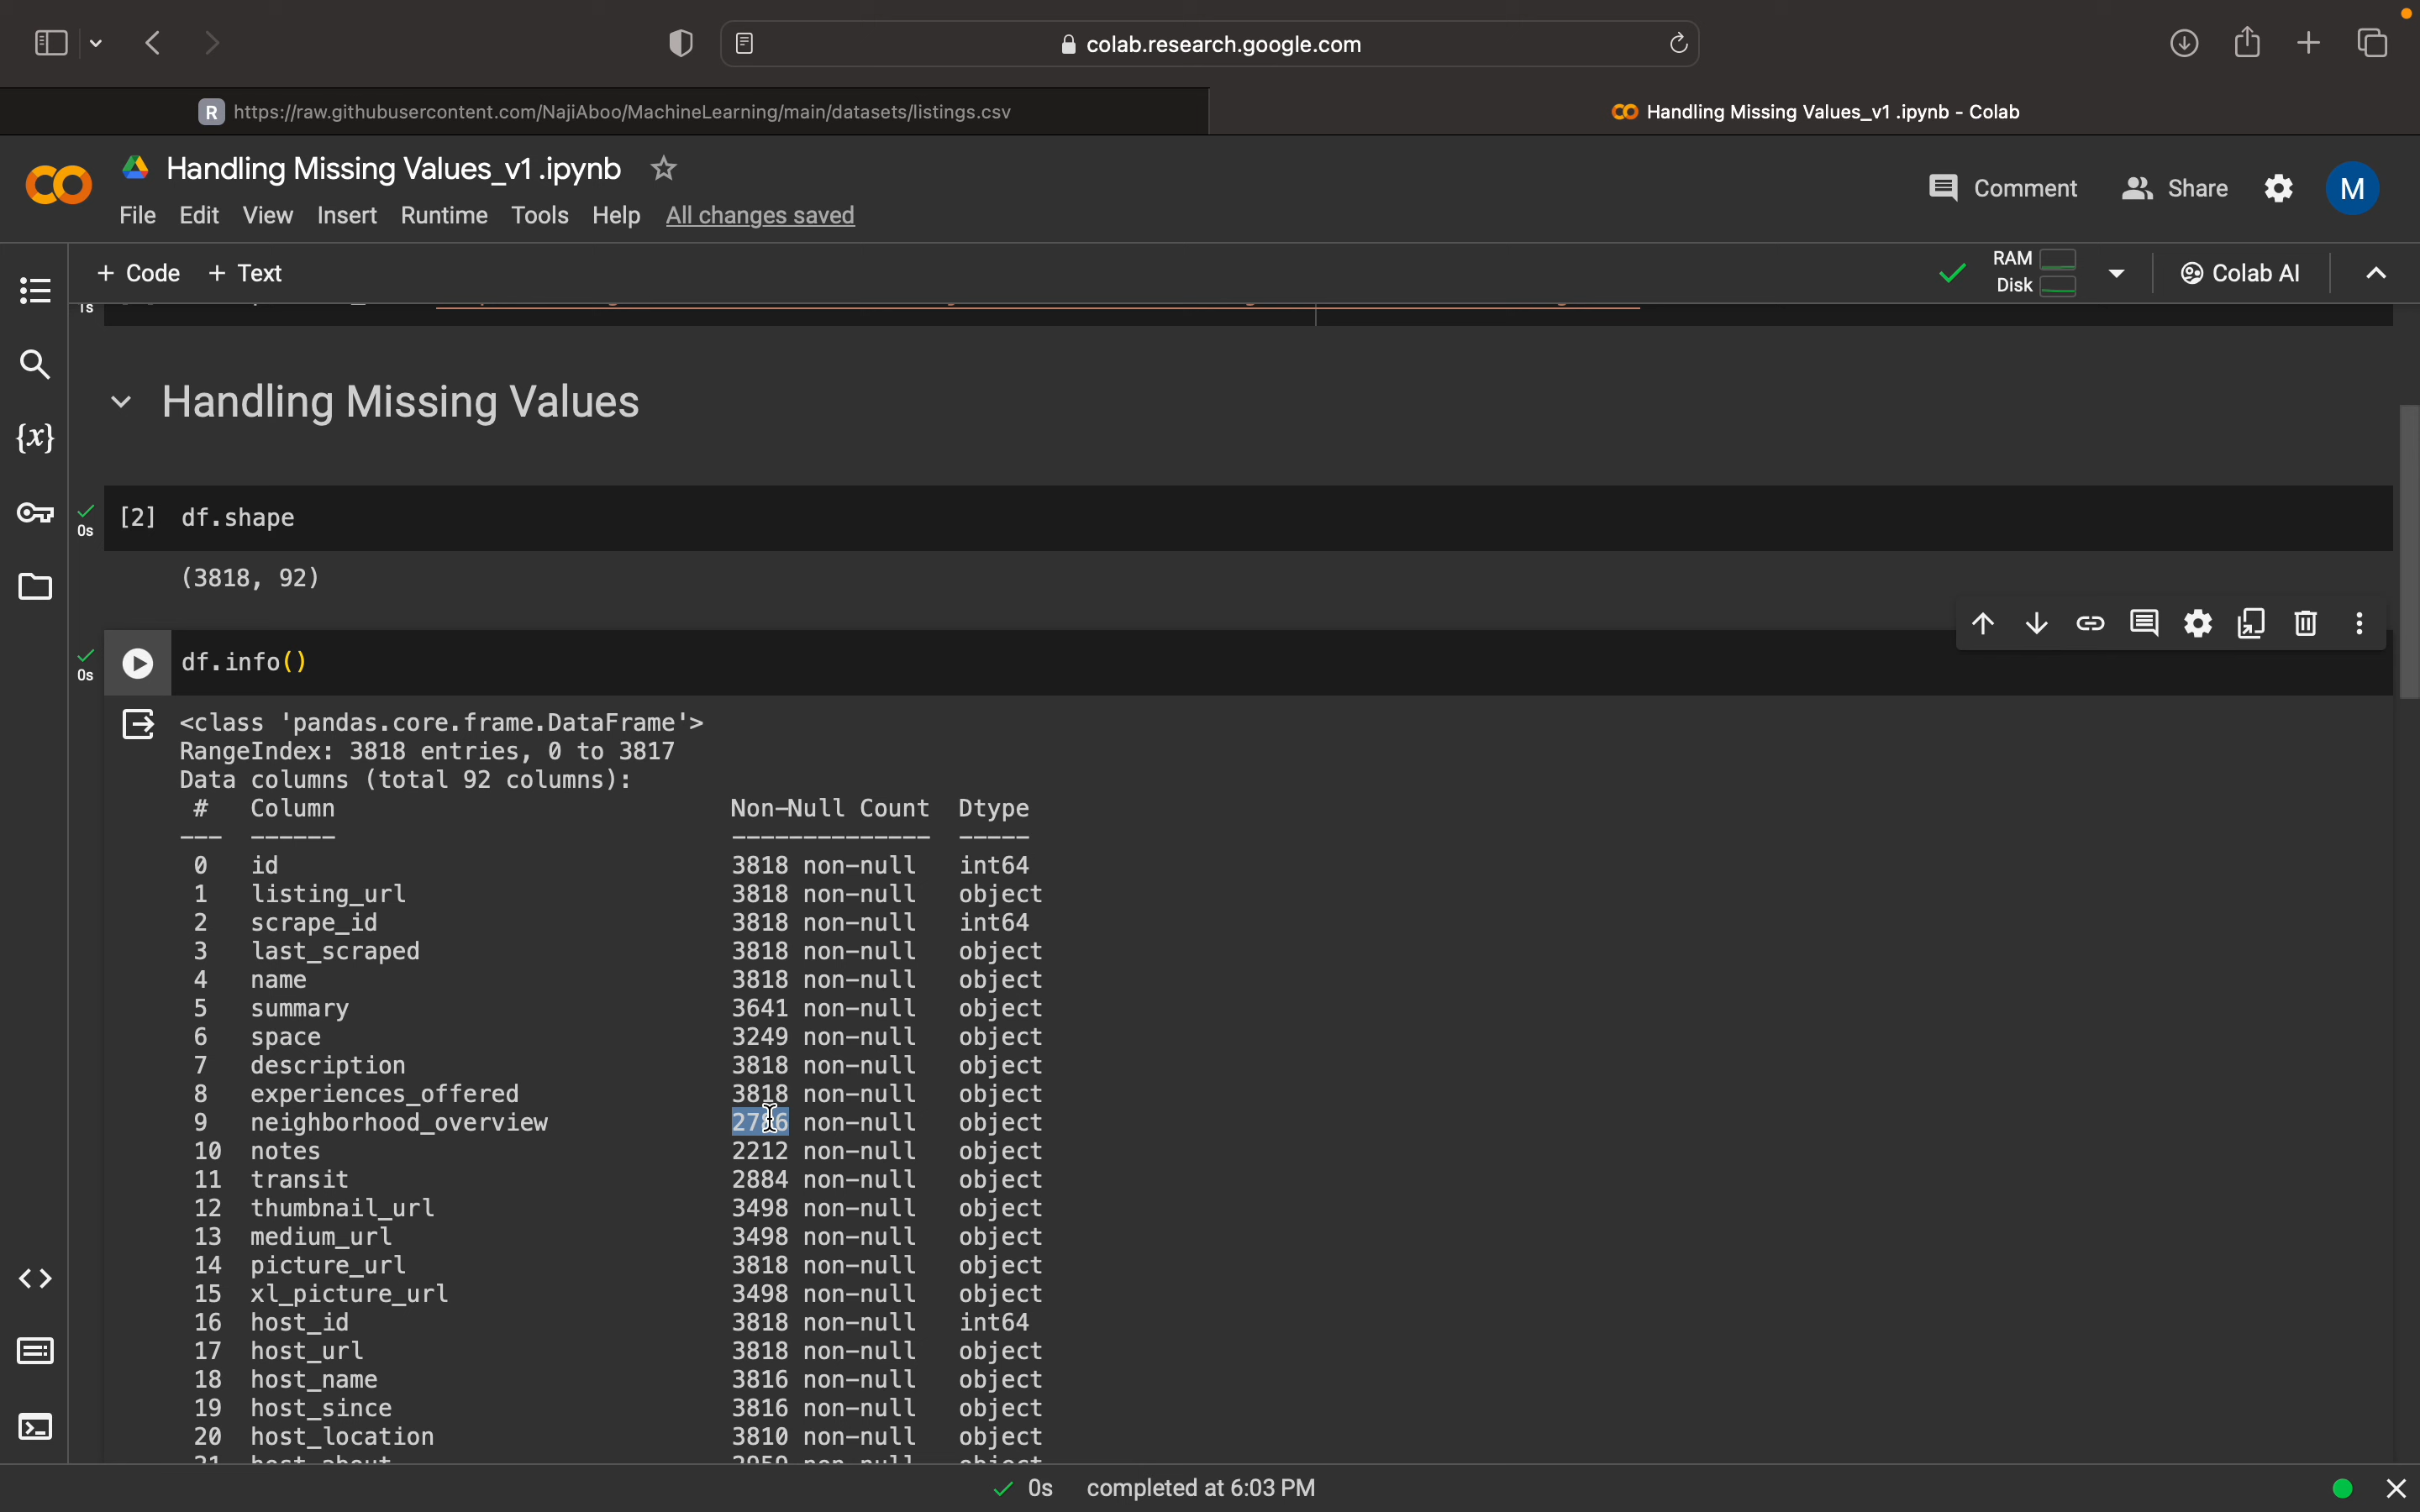 colab.research.google.com
R https://raw.githubusercontent.com/NajiAboo/MachineLearning/main/datasets/listings.csv
Handling Missing Values_v1 .ipynb - Colab
Handling Missing Values_v1 .ipynb
Comment Share M
File Edit View Insert Runtime Tools Help All changes saved
+ Code + Text
RAM
Disk
Colab AI
1s
Handling Missing Values
[2] df.shape
0s
(3818, 92)
df.info()
0s
<class 'pandas.core.frame.DataFrame'>
RangeIndex: 3818 entries, 0 to 3817
Data columns (total 92 columns):
# Column Non-Null Count Dtype
--- ------ -------------- -----
0 id 3818 non-null int64
1 listing_url 3818 non-null object
2 scrape_id 3818 non-null int64
3 last_scraped 3818 non-null object
4 name 3818 non-null object
5 summary 3641 non-null object
6 space 3249 non-null object
7 description 3818 non-null object
8 experiences_offered 3818 non-null object
9 neighborhood_overview non-null object
10 notes 2212 non-null object
11 transit 2884 non-null object
12 thumbnail_url 3498 non-null object
13 medium_url 3498 non-null object
14 picture_url 3818 non-null object
15 xl_picture_url 3498 non-null object
16 host_id 3818 non-null int64
17 host_url 3818 non-null object
18 host_name 3816 non-null object
19 host_since 3816 non-null object
20 host_location 3810 non-null object
0s completed at 6:03 PM